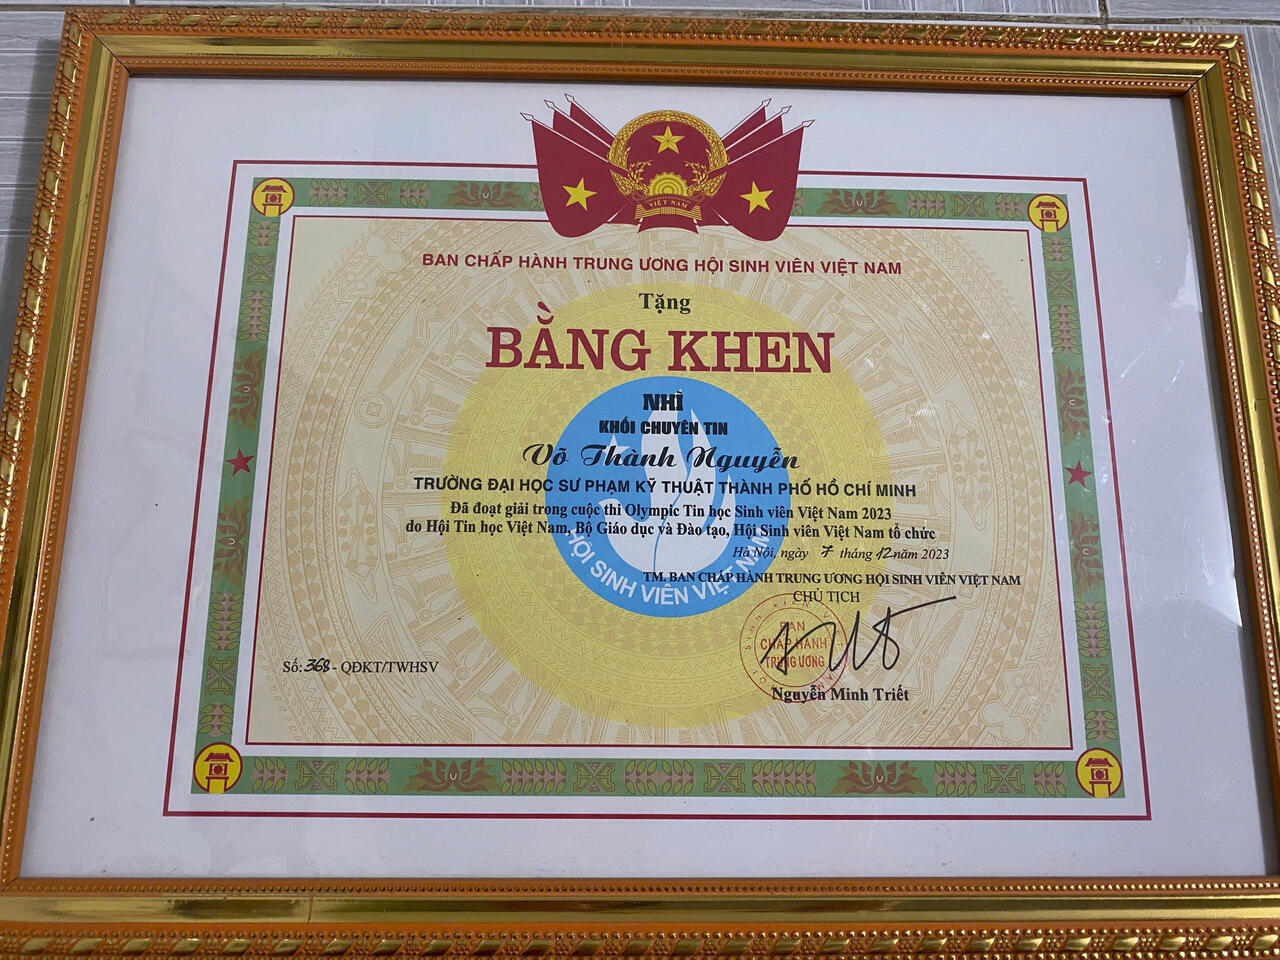 VIỆT NAM
BAN CHẤP HÀNH TRUNG ƯƠNG HỘI SINH VIÊN VIỆT NAM
Tặng
BẰNG KHEN
NHÌ
KHỐI CHUYÊN TIN
Võ Thành Nguyễn
TRƯỜNG ĐẠI HỌC SƯ PHẠM KỸ THUẬT THÀNH PHỐ HỒ CHÍ MINH
Đã đoạt giải trong cuộc thi Olympic Tin học Sinh viên Việt Nam 2023
do Hội Tin học Việt Nam, Bộ Giáo dục và Đào tạo, Hội Sinh viên Việt Nam tổ chức
HỘI SINH VIÊN VIỆT NAM
Hà Nội, ngày 7 tháng 12 năm 2023
TM. BAN CHẤP HÀNH TRUNG ƯƠNG HỘI SINH VIÊN VIỆT NAM
CHỦ TỊCH
BAN
CHẤP HÀNH
TRUNG ƯƠNG
Số: 368 - QĐKT/TWHSV
Nguyễn Minh Triết